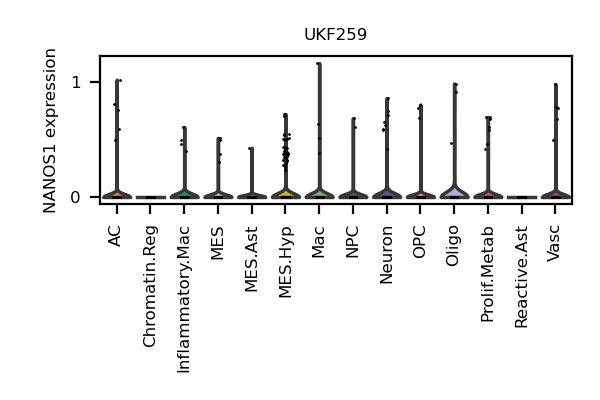 UKF259
NANOS1 expression
1
0
AC
Chromatin.Reg
Inflammatory.Mac
MES
MES.Ast
MES.Hyp
Mac
NPC
Neuron
OPC
Oligo
Prolif.Metab
Reactive.Ast
Vasc